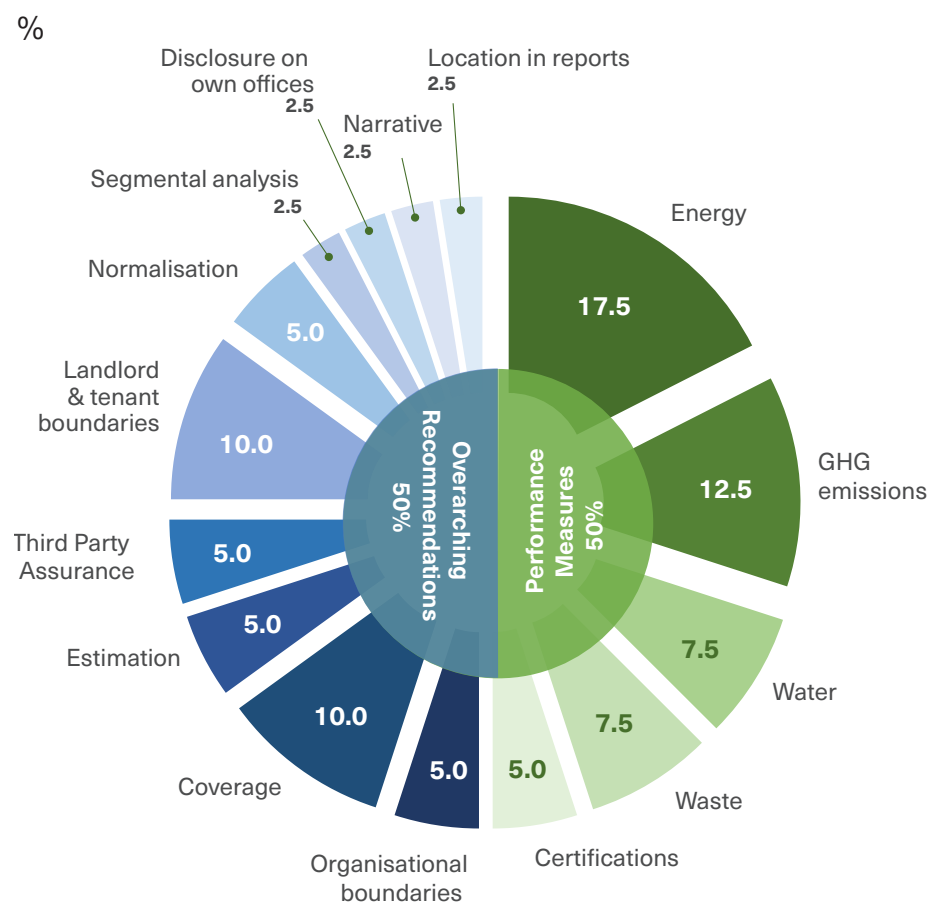 %
Disclosure on
own offices
2.5
Location in reports
2.5
Narrative
2.5
Segmental analysis
2.5
Normalisation
5.0
Landlord
& tenant
boundaries
10.0
Third Party
Assurance
5.0
Estimation
5.0
Coverage
10.0
Organisational
boundaries
5.0
Energy
17.5
GHG
emissions
12.5
Water
7.5
Waste
7.5
Certifications
5.0
Overarching
Recommendations
50%
Performance
Measures
50%